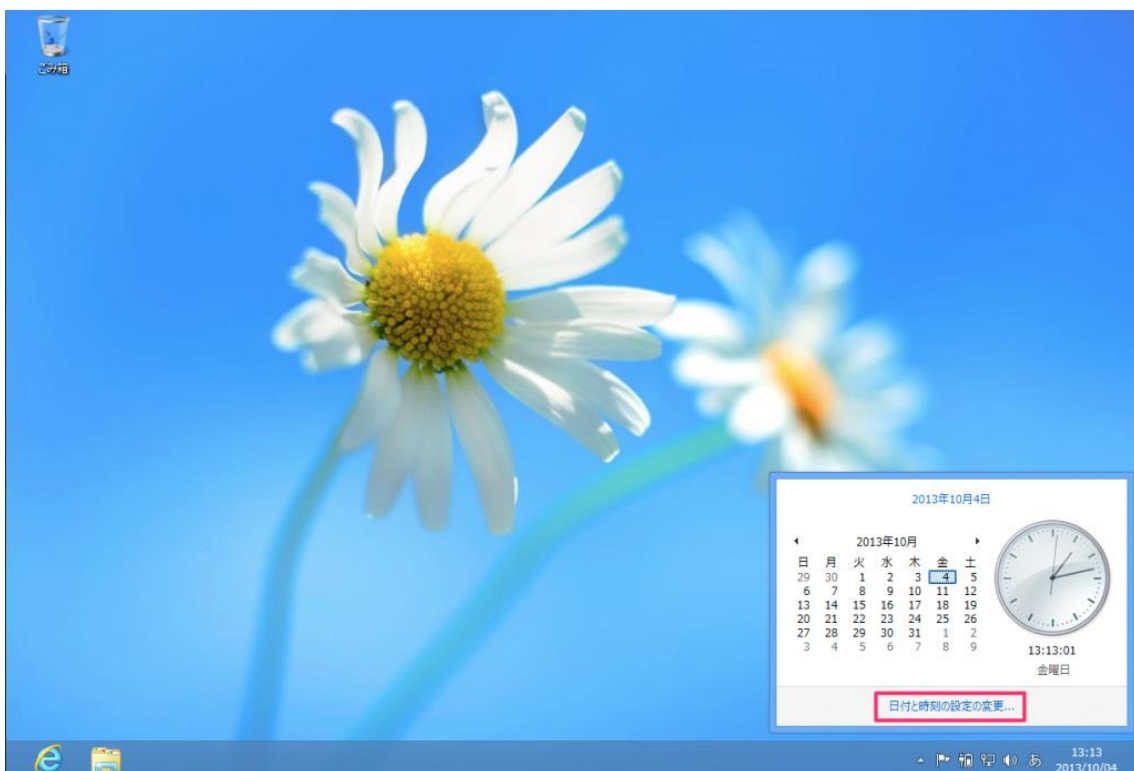 ごみ箱
2013年10月4日
2013年10月
日 月 火 水 木 金 土
29 30 1 2 3 4 5
6 7 8 9 10 11 12
13 14 15 16 17 18 19
20 21 22 23 24 25 26
27 28 29 30 31 1 2
3 4 5 6 7 8 9
13:13:01
金曜日
日付と時刻の設定の変更...
あ
13:13
2013/10/04